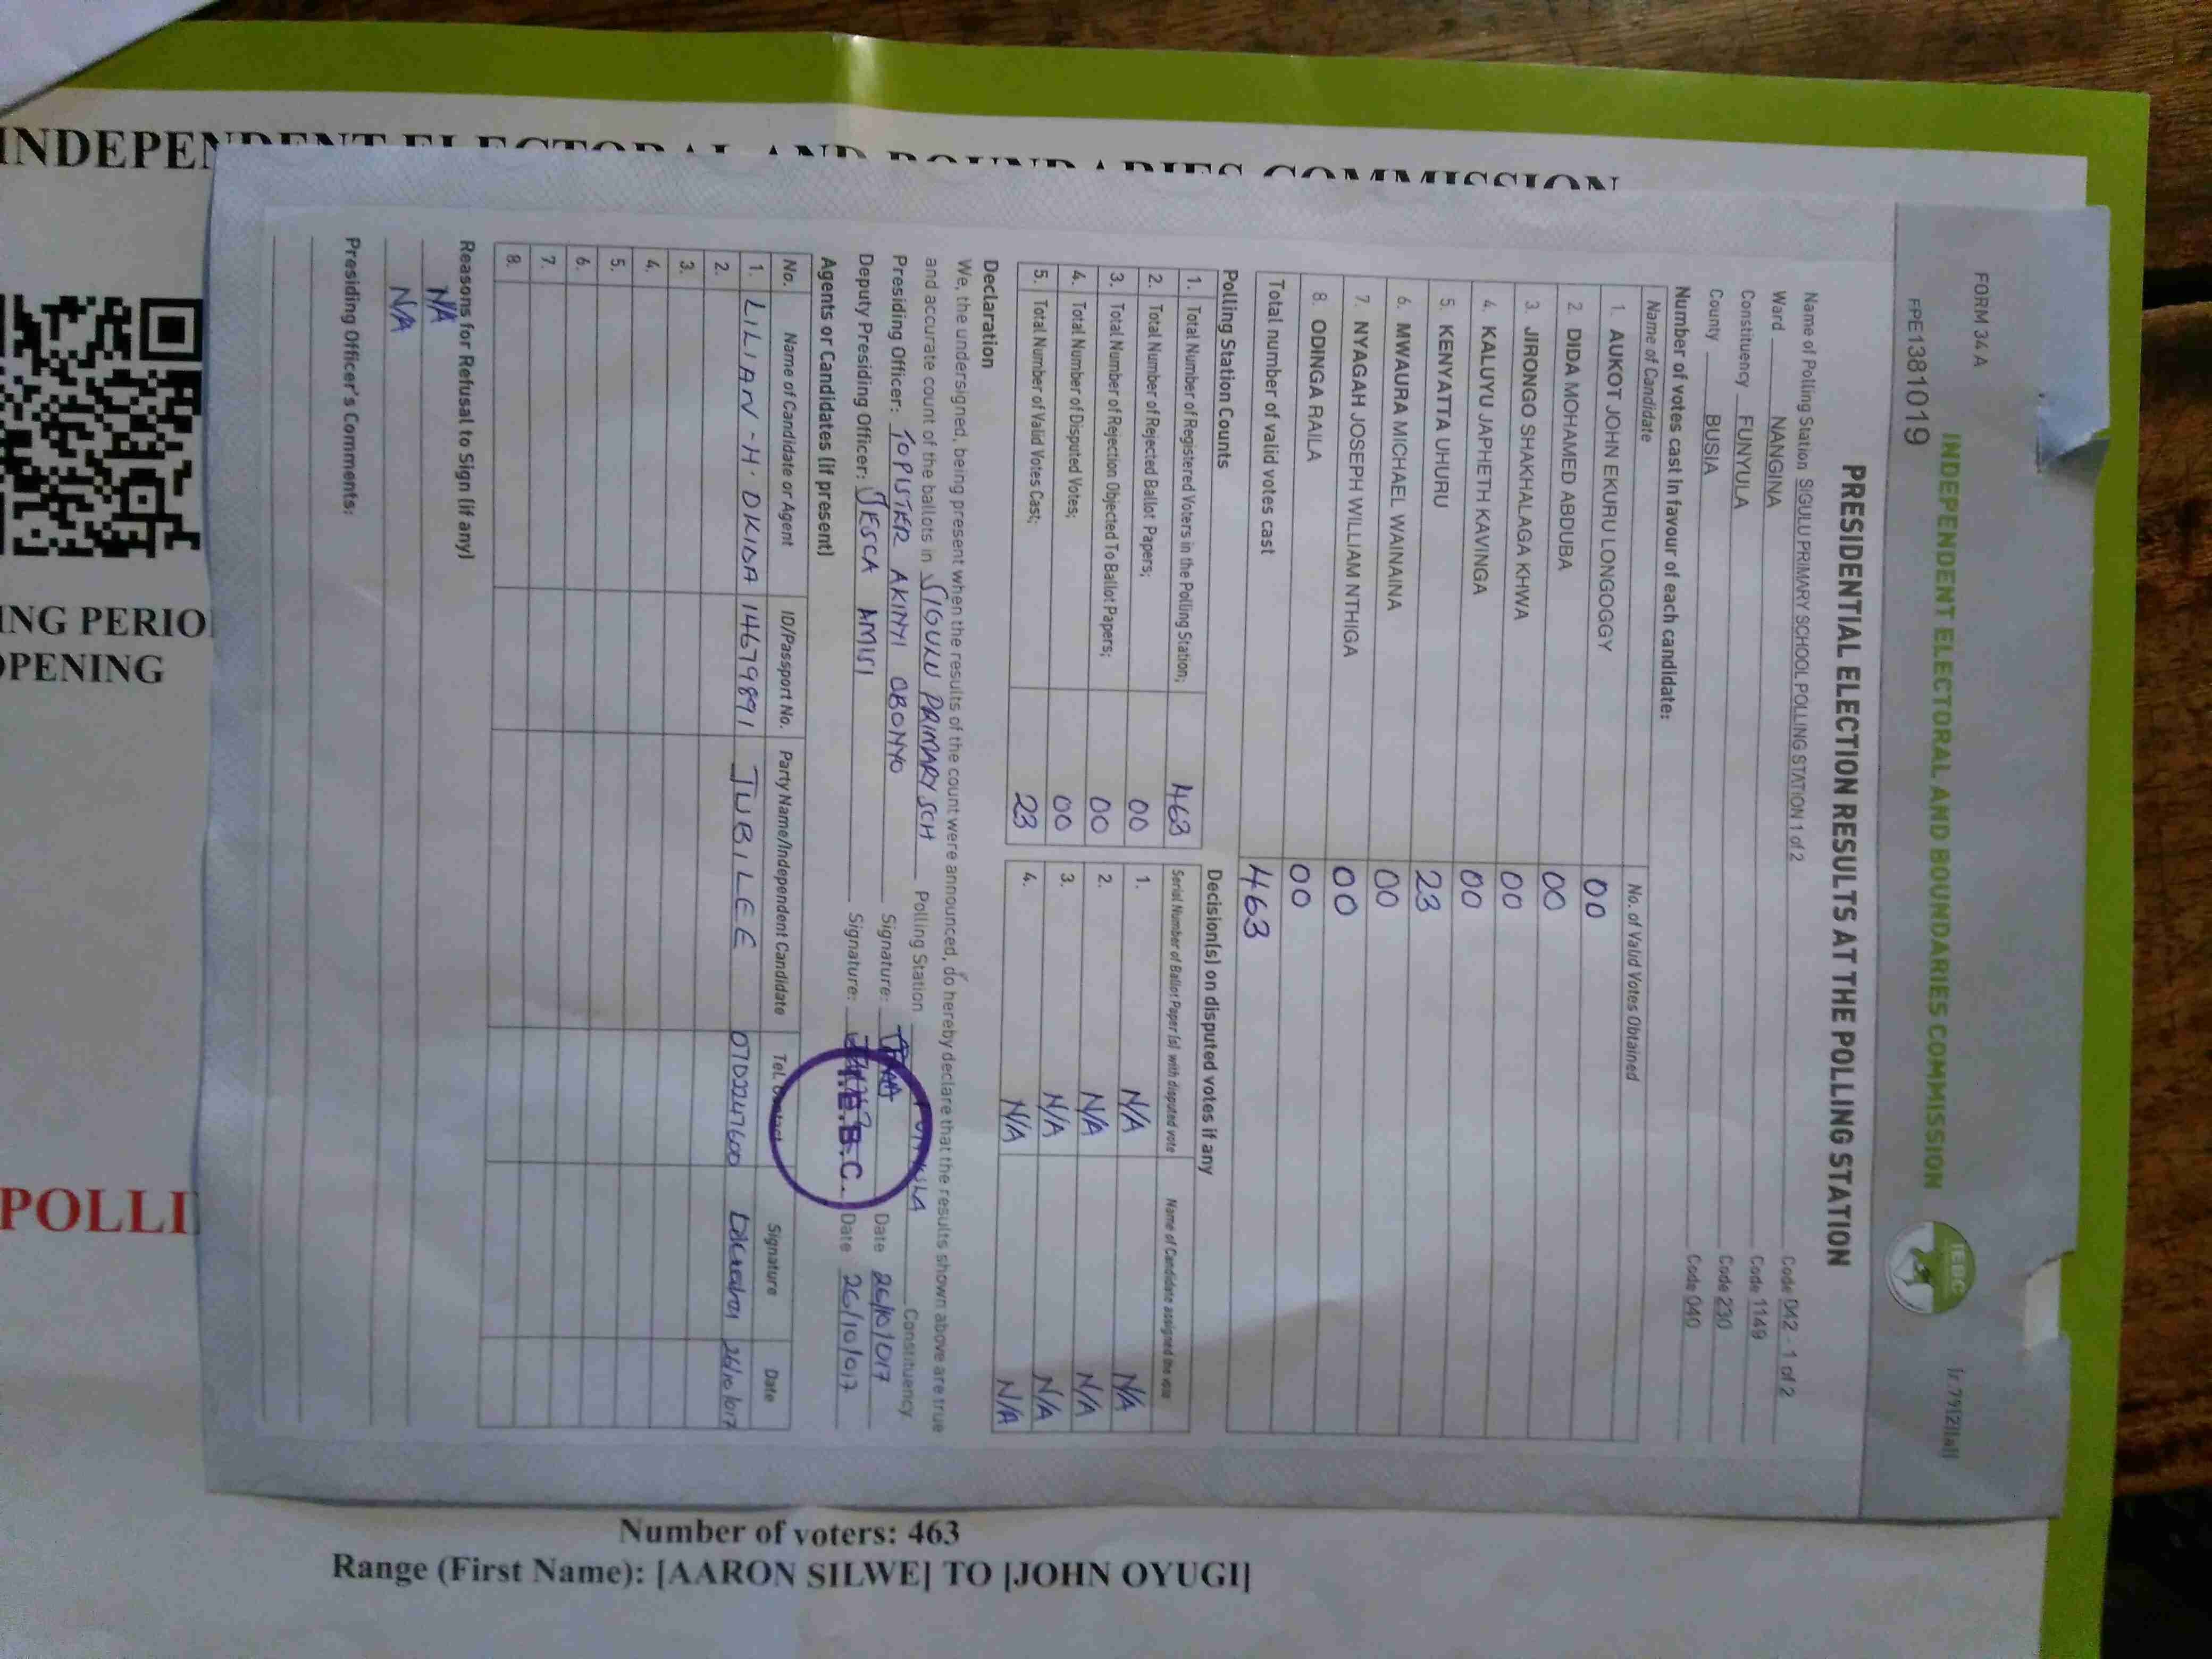 FORM 34 A
INDEPENDENT ELECTORAL AND BOUNDARIES COMMISSION
IEBC
FPE1381019
PRESIDENTIAL ELECTION RESULTS AT THE POLLING STATION
Name of Polling Station SIGULU PRIMARY SCHOOL POLLING STATION 1 of 2 Code 042 - 1 of 2
Ward NANGINA Code 1149
Constituency FUNYULA Code 230
County BUSIA Code 040
Number of votes cast in favour of each candidate:
Name of Candidate No. of Valid Votes Obtained
1. AUKOT JOHN EKURU LONGOGGY 00
2. DIDA MOHAMED ABDUBA 00
3. JIRONGO SHAKHALAGA KHWA 00
4. KALUYU JAPHETH KAVINGA 00
5. KENYATTA UHURU 23
6. MWAURA MICHAEL WAINAINA 00
7. NYAGAH JOSEPH WILLIAM NTHIGA 00
8. ODINGA RAILA 00
Total number of valid votes cast 463
Polling Station Counts
1. Total Number of Registered Voters in the Polling Station; 463
2. Total Number of Rejected Ballot Papers; 00
3. Total Number of Rejection Objected To Ballot Papers; 00
4. Total Number of Disputed Votes; 00
5. Total Number of Valid Votes Cast; 23
Decision(s) on disputed votes if any
Serial Number of Ballot Paper (s) with disputed vote Name of Candidate assigned the vote
1. N/A N/A
2. N/A N/A
3. N/A N/A
4. N/A N/A
Declaration
We, the undersigned, being present when the results of the count were announced, do hereby declare that the results shown above are true
and accurate count of the ballots in SIGULU PRIMARY SCH Polling Station Constituency
Presiding Officer: AKINYI OBONYO Signature: Date 26/10/017
Deputy Presiding Officer: JESCA AMISI Signature: Date 26/10/017
I.E.B.C.
Agents or Candidates (if present)
No. Name of Candidate or Agent ID/Passport No. Party Name/Independent Candidate Tel. Contact Signature Date
1. LILIAN - H. OKIDA 14679891 JUBILEE 26/10/017
2.
3.
4.
5.
6.
7.
8.
Reasons for Refusal to Sign (if any)
N/A
N/A
Presiding Officer's Comments:
INDEPENDENT ELECTORAL AND BOUNDARIES COMMISSION
ING PERIO
OPENING
POLLI
Number of voters: 463
Range (First Name): [AARON SILWE] TO [JOHN OYUGI]